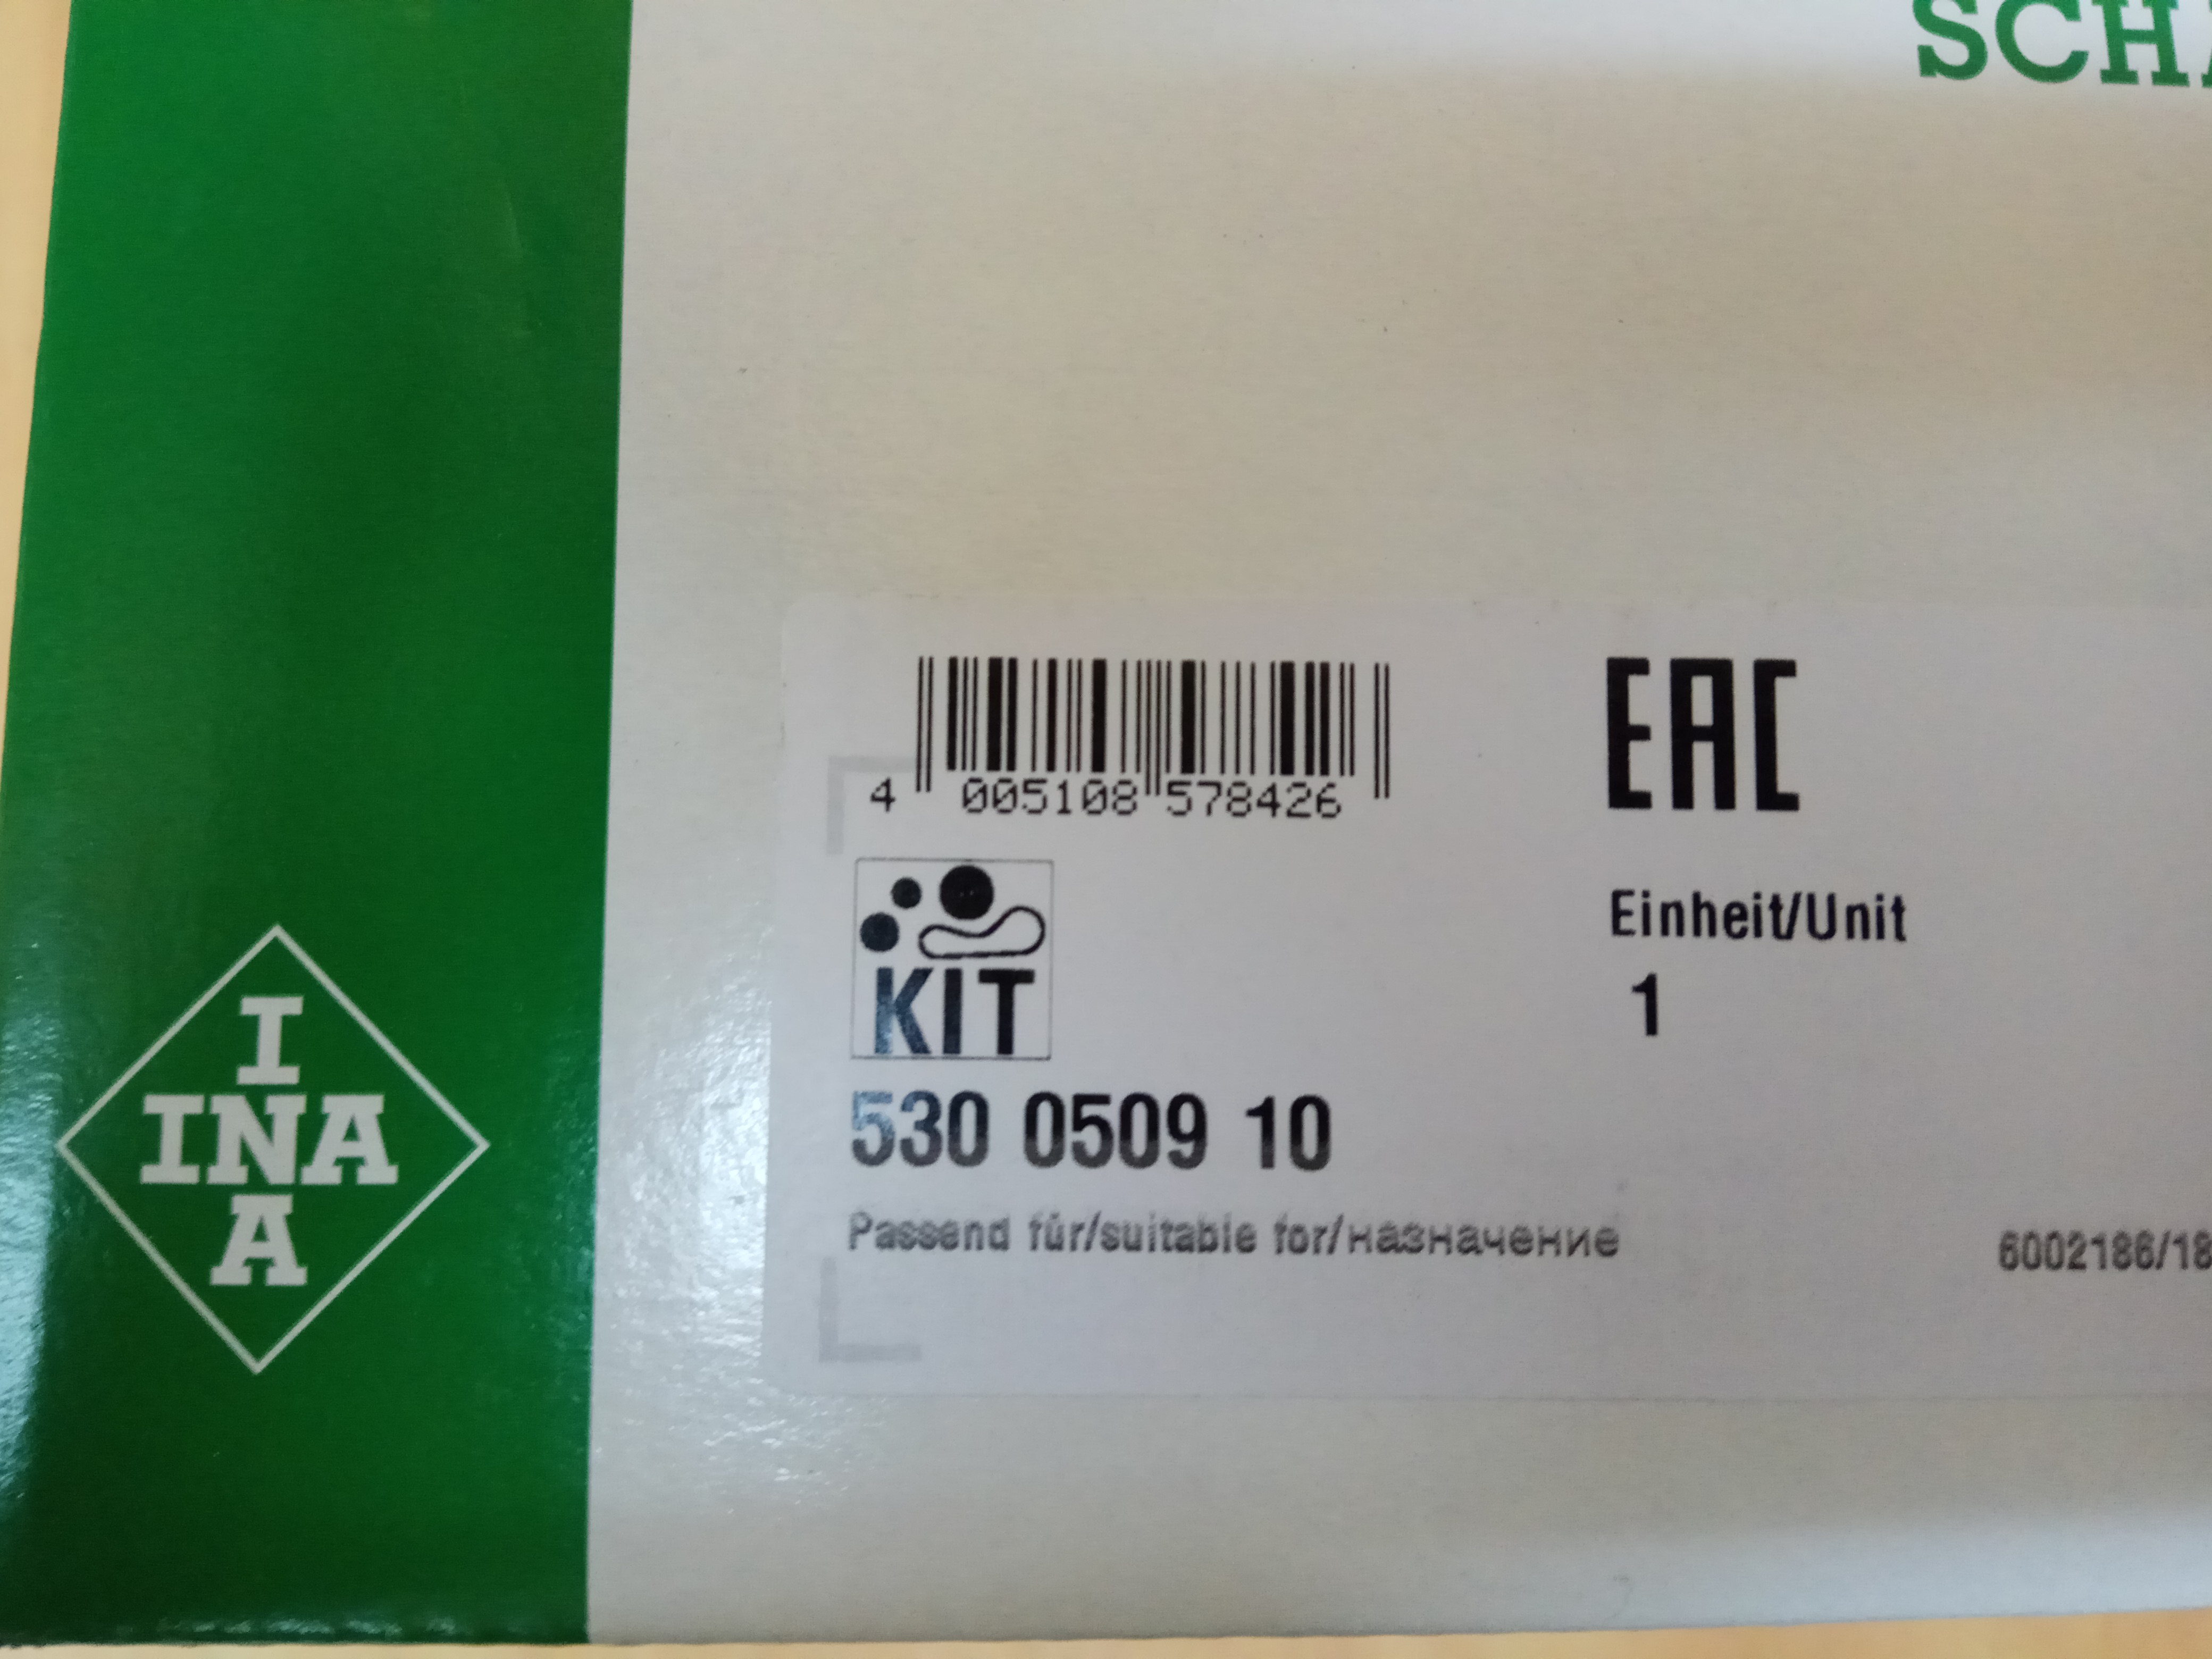 SCHA
EAC
4 005108 578426
Einheit/Unit
1
KIT
530 0509 10
Passend für/suitable for/назначение
6002186/18
I
INA
A